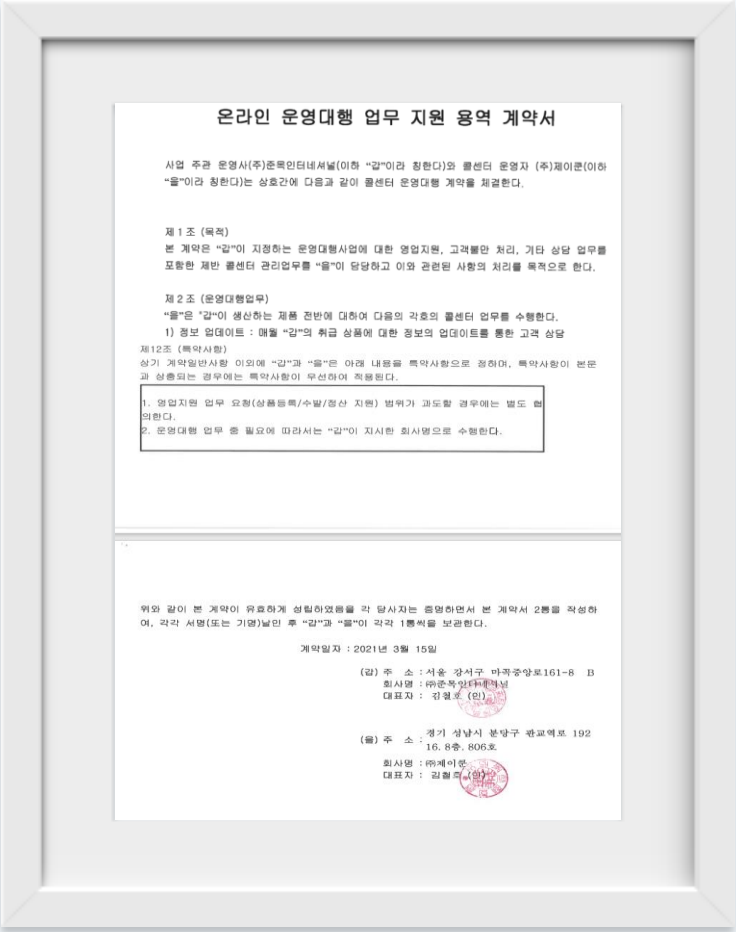 온라인 운영대행 업무 지원 용역 계약서
사업 주관 운영사(주)준목인터네셔널(이하 “갑”이라 칭한다)와 콜센터 운영자 (주)제이쿤(이하
“을”이라 칭한다)는 상호간에 다음과 같이 콜센터 운영대행 계약을 체결한다.
제1조 (목적)
본 계약은 “갑”이 지정하는 운영대행사업에 대한 영업지원, 고객불만 처리, 기타 상담 업무를
포함한 제반 콜센터 관리업무를 “을”이 담당하고 이와 관련된 사항의 처리를 목적으로 한다.
제2조 (운영대행업무)
“을”은 “갑“이 생산하는 제품 전반에 대하여 다음의 각호의 콜센터 업무를 수행한다.
1) 정보 업데이트 : 매월 “갑”의 취급 상품에 대한 정보의 업데이트를 통한 고객 상담
제12조 (특약사항)
상기 계약일반사항 이외에 “갑”과 “을”은 아래 내용을 특약사항으로 정하며, 특약사항이 본문
과 상충되는 경우에는 특약사항이 우선하여 적용된다.
1. 영업지원 업무 요청(상품등록/수발/정산 지원) 범위가 과도할 경우에는 별도 협
의한다.
2. 운영대행 업무 중 필요에 따라서는 “갑”이 지시한 회사명으로 수행한다.
위와 같이 본 계약이 유효하게 성립하였음을 각 당사자는 증명하면서 본 계약서 2통을 작성하
여, 각각 서명(또는 기명)날인 후 “갑”과 “을”이 각각 1통씩을 보관한다.
계약일자 : 2021년 3월 15일
(갑) 주 소 : 서울 강서구 마곡중앙로161-8 B
회사명 : ㈜준목인터내셔널
대표자 : 김철호 (인)
(을) 주 소 : 경기 성남시 분당구 판교역로 192
16. 8층. 806호
회사명 : ㈜제이쿤
대표자 : 김철호 (인)